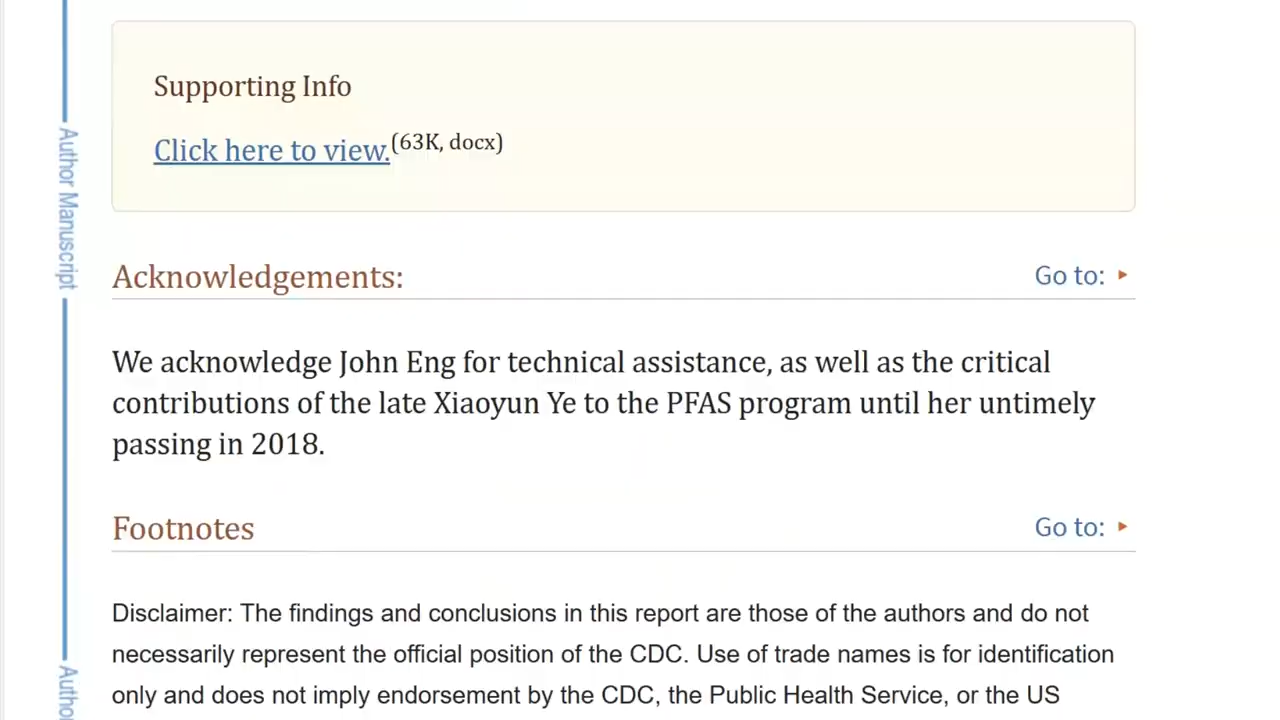 Supporting Info
Click here to view.(63K, docx)
Author Manuscript
Acknowledgements:
Go to: ▸
We acknowledge John Eng for technical assistance, as well as the critical
contributions of the late Xiaoyun Ye to the PFAS program until her untimely
passing in 2018.
Footnotes
Go to: ▸
Disclaimer: The findings and conclusions in this report are those of the authors and do not
necessarily represent the official position of the CDC. Use of trade names is for identification
only and does not imply endorsement by the CDC, the Public Health Service, or the US
Autho